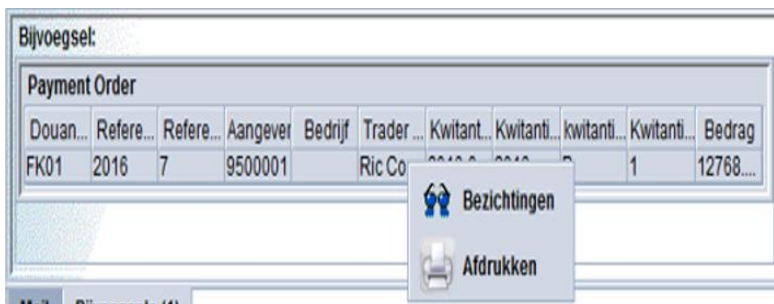 Bijvoegsel:
Payment Order
Douan... Refere... Refere... Aangever Bedrijf Trader ... Kwitant... Kwitanti... kwitanti... Kwitanti... Bedrag
FK01 2016 7 9500001 Ric Co 1 12768....
Bezichtingen
Afdrukken